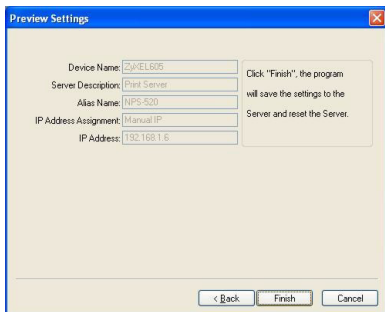 Preview Settings
Device Name: ZyXEL605
Server Description: Print Server
Alias Name: NPS-520
IP Address Assignment: Manual IP
IP Address: 192.168.1.6
Click "Finish", the program
will save the settings to the
Server and reset the Server.
< Back
Finish
Cancel